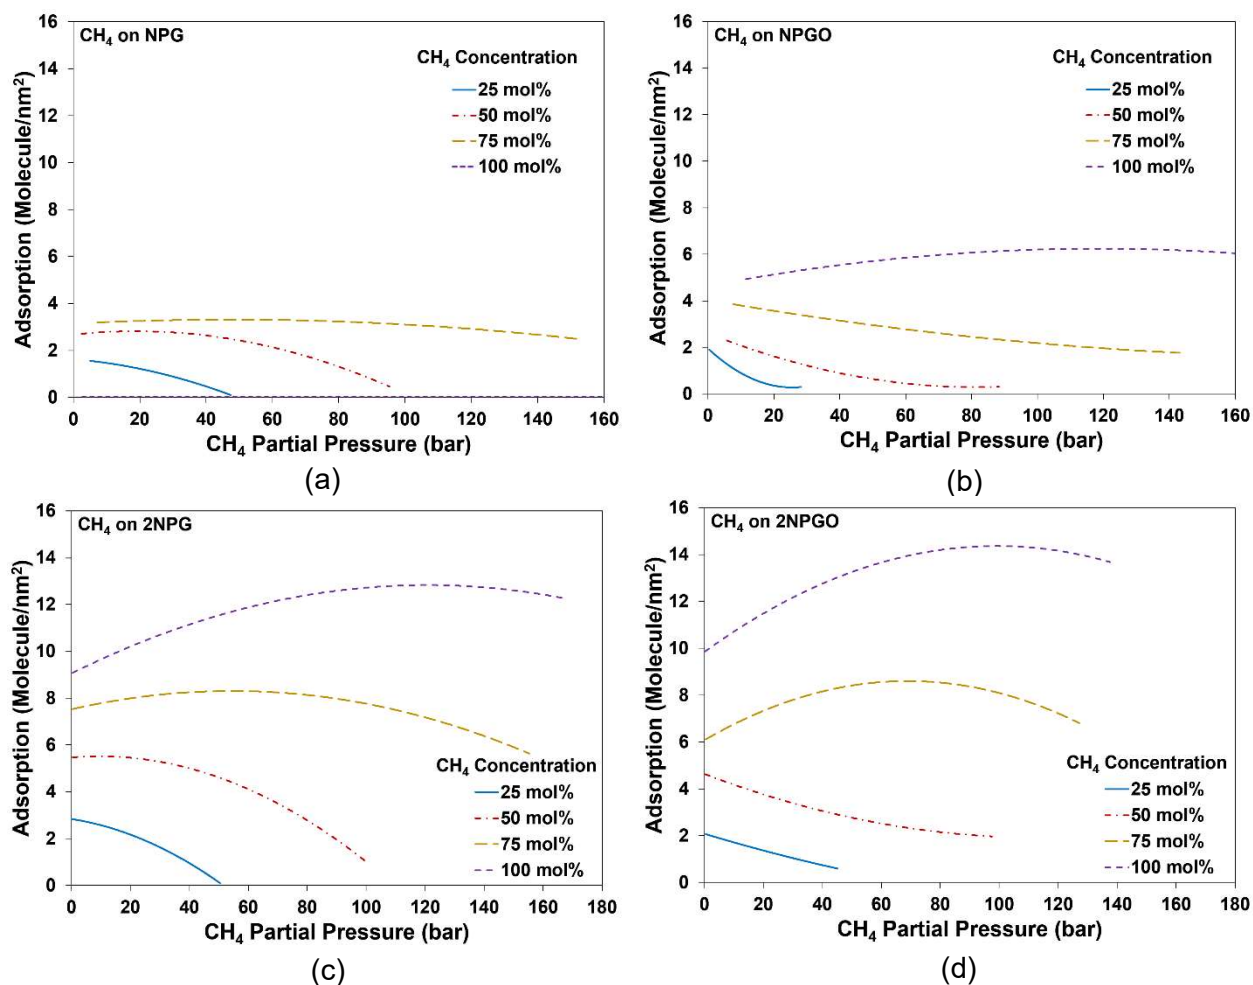 CH₄ on NPG
CH₄ Concentration
25 mol%
50 mol%
75 mol%
100 mol%
Adsorption (Molecule/nm²)
16
14
12
10
8
6
4
2
0
0 20 40 60 80 100 120 140 160
CH₄ Partial Pressure (bar)
(a)
CH₄ on NPGO
CH₄ Concentration
25 mol%
50 mol%
75 mol%
100 mol%
Adsorption (Molecule/nm²)
16
14
12
10
8
6
4
2
0
0 20 40 60 80 100 120 140 160
CH₄ Partial Pressure (bar)
(b)
CH₄ on 2NPG
Adsorption (Molecule/nm²)
16
14
12
10
8
6
4
2
0
CH₄ Concentration
25 mol%
50 mol%
75 mol%
100 mol%
0 20 40 60 80 100 120 140 160 180
CH₄ Partial Pressure (bar)
(c)
CH₄ on 2NPGO
Adsorption (Molecule/nm²)
16
14
12
10
8
6
4
2
0
CH₄ Concentration
25 mol%
50 mol%
75 mol%
100 mol%
0 20 40 60 80 100 120 140 160 180
CH₄ Partial Pressure (bar)
(d)